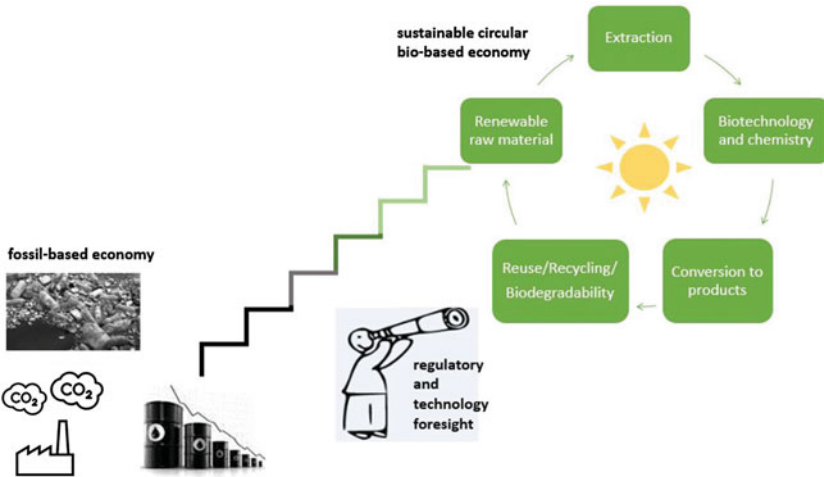 sustainable circular
bio-based economy
Extraction
Renewable
raw material
Biotechnology
and chemistry
fossil-based economy
Reuse/Recycling/
Biodegradability
Conversion to
products
regulatory
and
technology
foresight
CO2
CO2